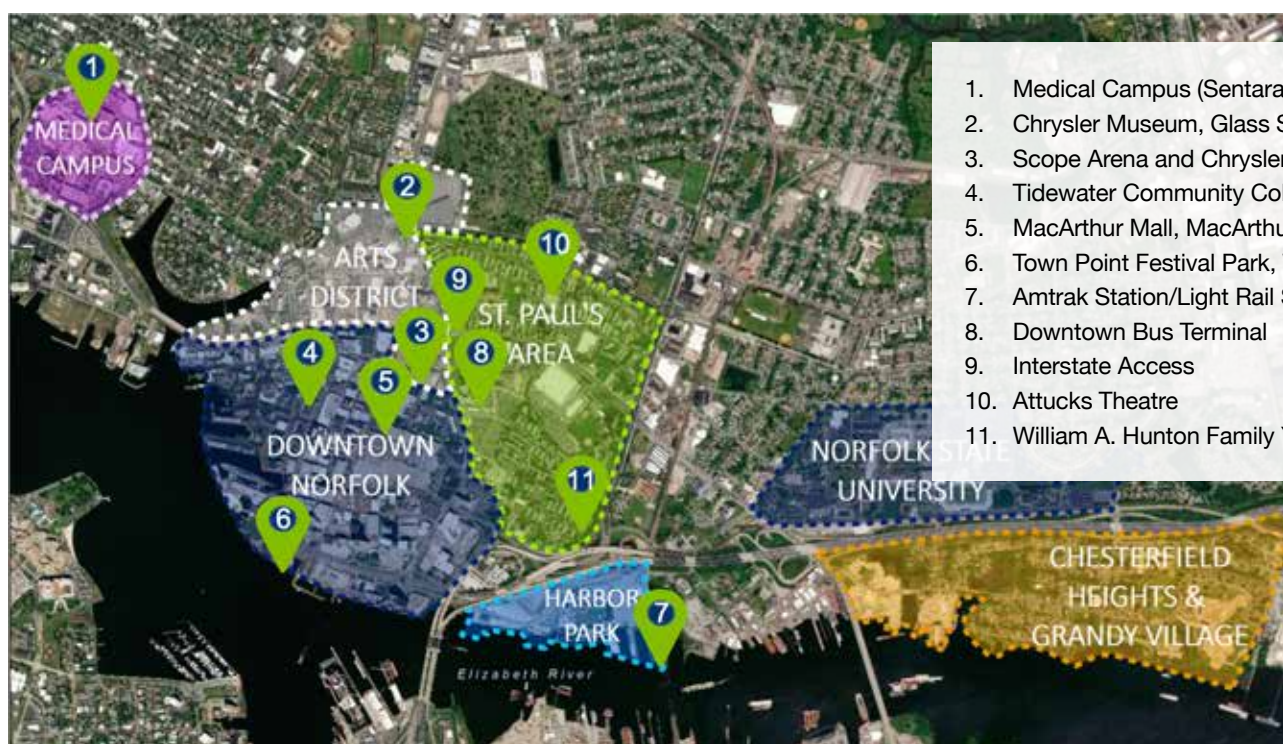 1
MEDICAL
CAMPUS
2
ARTS
DISTRICT
10
9
ST. PAUL'S
AREA
3
4
8
5
DOWNTOWN
NORFOLK
11
6
HARBOR
PARK
7
Elizabeth River
NORFOLK STATE
UNIVERSITY
CHESTERFIELD
HEIGHTS &
GRANDY VILLAGE
1. Medical Campus (Sentara
2. Chrysler Museum, Glass S
3. Scope Arena and Chrysler
4. Tidewater Community Co
5. MacArthur Mall, MacArthu
6. Town Point Festival Park,
7. Amtrak Station/Light Rail S
8. Downtown Bus Terminal
9. Interstate Access
10. Attucks Theatre
11. William A. Hunton Family Y